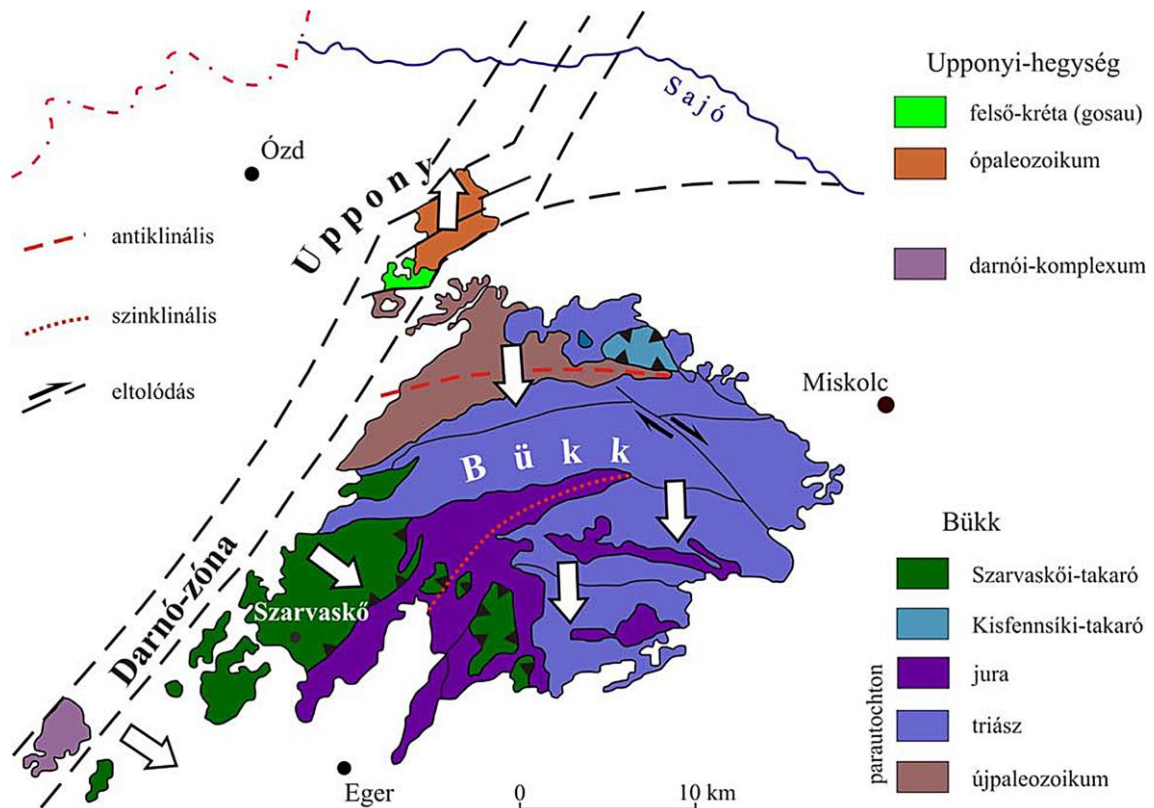 Upponyi-hegység
felső-kréta (gosau)
ópaleozoikum
darnói-komplexum
Sajó
Ózd
Uppony
antiklinális
szinklinális
eltolódás
Miskolc
Bükk
Darnó-zóna
Szarvaskő
Eger
0 10 km
Bükk
Szarvaskői-takaró
Kisfennsíki-takaró
jura
triász
újpaleozoikum
parautochton